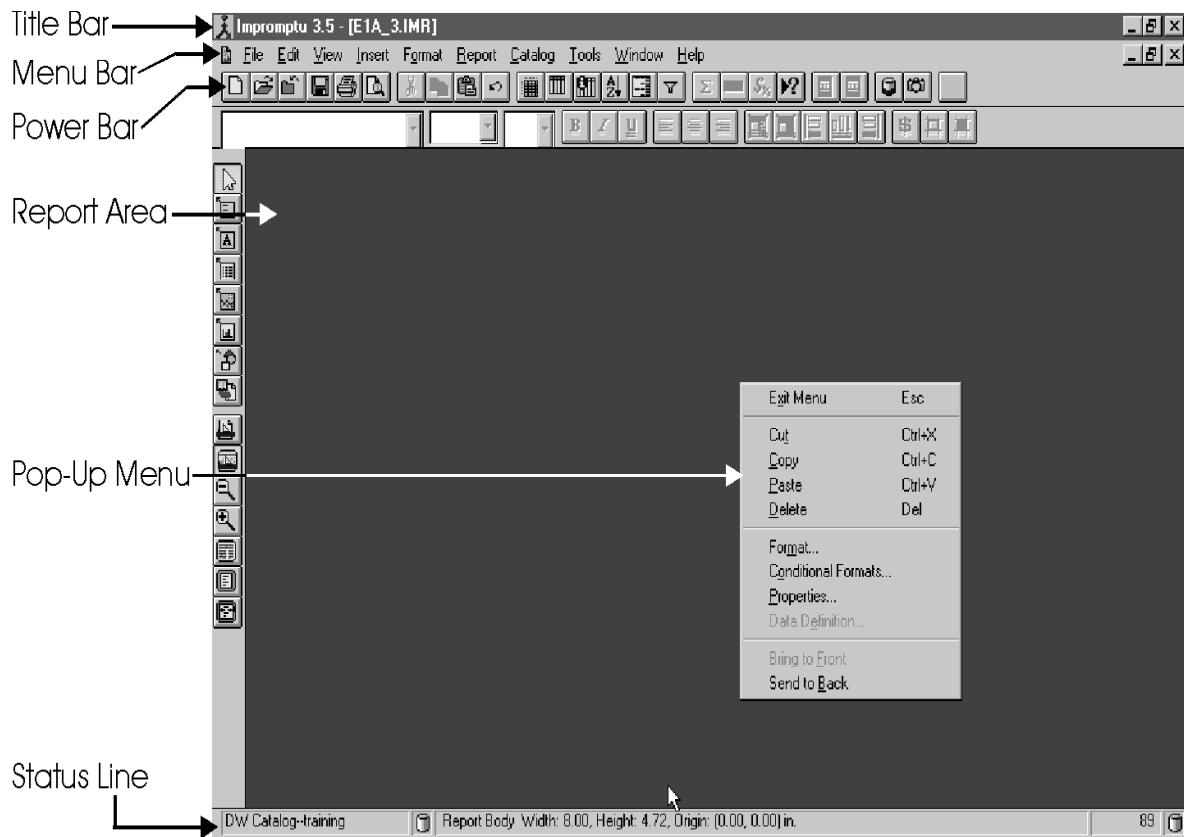 Title Bar
Impromptu 3.5 - [E1A_3.IMR]
Menu Bar
File Edit View Insert Format Report Catalog Tools Window Help
Power Bar
B I U
Report Area
Pop-Up Menu
Exit Menu Esc
Cut Ctrl+X
Copy Ctrl+C
Paste Ctrl+V
Delete Del
Format...
Conditional Formats...
Properties...
Data Definition...
Bring to Front
Send to Back
Status Line
DW Catalog--training
Report Body Width: 8.00, Height: 4.72, Origin: (0.00, 0.00) in.
89